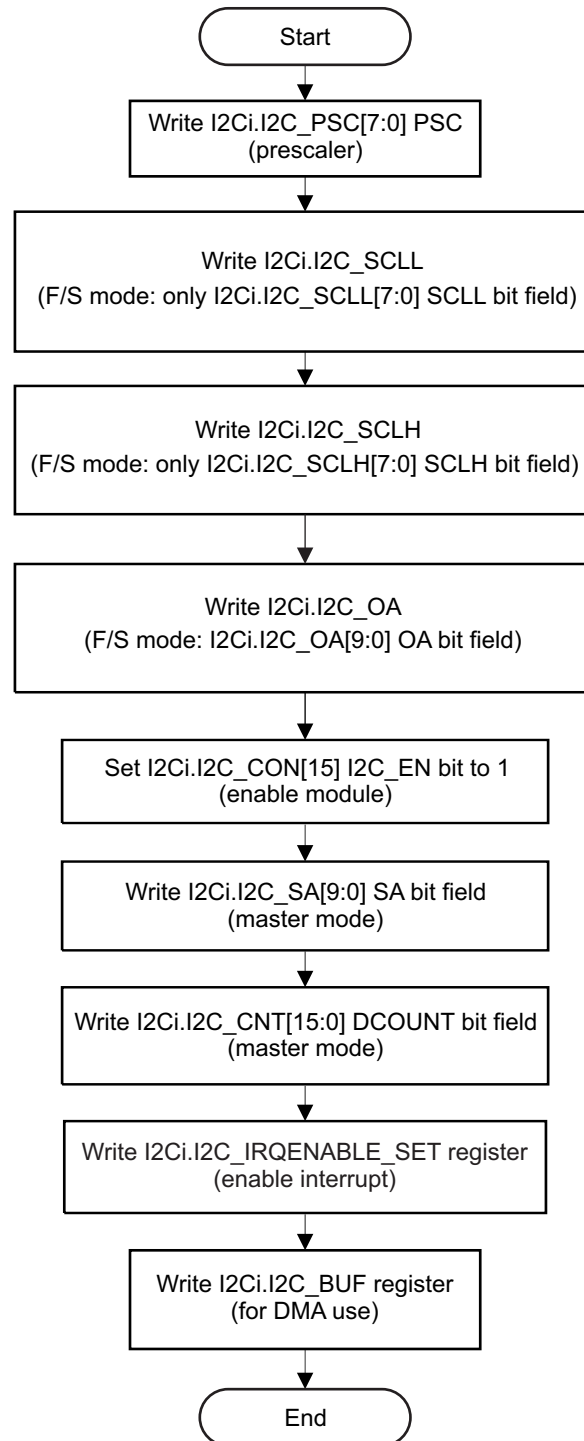 Start
Write I2Ci.I2C_PSC[7:0] PSC
(prescaler)
Write I2Ci.I2C_SCLL
(F/S mode: only I2Ci.I2C_SCLL[7:0] SCLL bit field)
Write I2Ci.I2C_SCLH
(F/S mode: only I2Ci.I2C_SCLH[7:0] SCLH bit field)
Write I2Ci.I2C_OA
(F/S mode: I2Ci.I2C_OA[9:0] OA bit field)
Set I2Ci.I2C_CON[15] I2C_EN bit to 1
(enable module)
Write I2Ci.I2C_SA[9:0] SA bit field
(master mode)
Write I2Ci.I2C_CNT[15:0] DCOUNT bit field
(master mode)
Write I2Ci.I2C_IRQENABLE_SET register
(enable interrupt)
Write I2Ci.I2C_BUF register
(for DMA use)
End